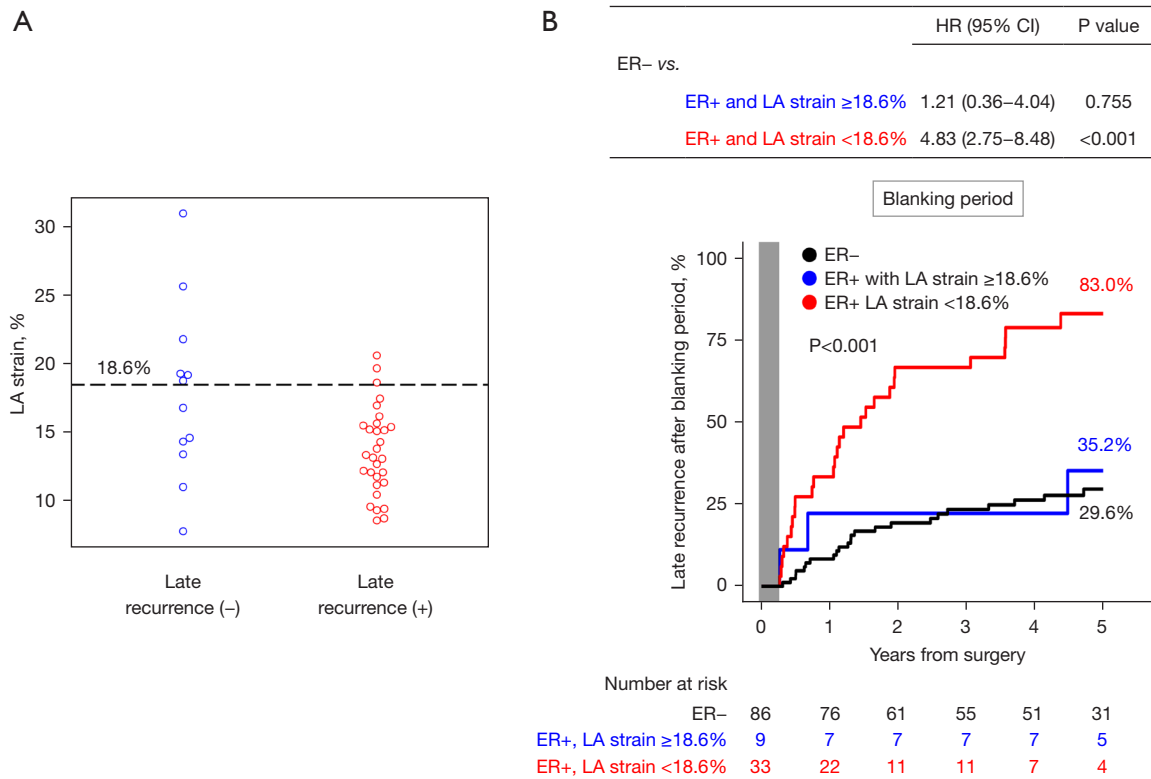 A
LA strain, %
30
25
20
15
10
18.6%
Late
recurrence (–)
Late
recurrence (+)
B
HR (95% CI) P value
ER– vs.
ER+ and LA strain ≥18.6% 1.21 (0.36–4.04) 0.755
ER+ and LA strain <18.6% 4.83 (2.75–8.48) <0.001
Blanking period
Late recurrence after blanking period, %
100
75
50
25
0
ER–
ER+ with LA strain ≥18.6%
ER+ LA strain <18.6%
P<0.001
83.0%
35.2%
29.6%
0 1 2 3 4 5
Years from surgery
Number at risk
ER– 86 76 61 55 51 31
ER+, LA strain ≥18.6% 9 7 7 7 7 5
ER+, LA strain <18.6% 33 22 11 11 7 4